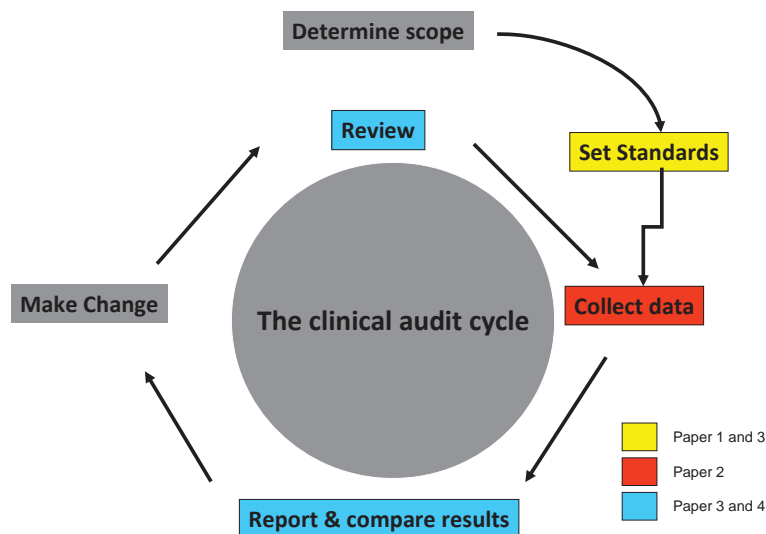 Determine scope
Review
Set Standards
Make Change
The clinical audit cycle
Collect data
Report & compare results
Paper 1 and 3
Paper 2
Paper 3 and 4